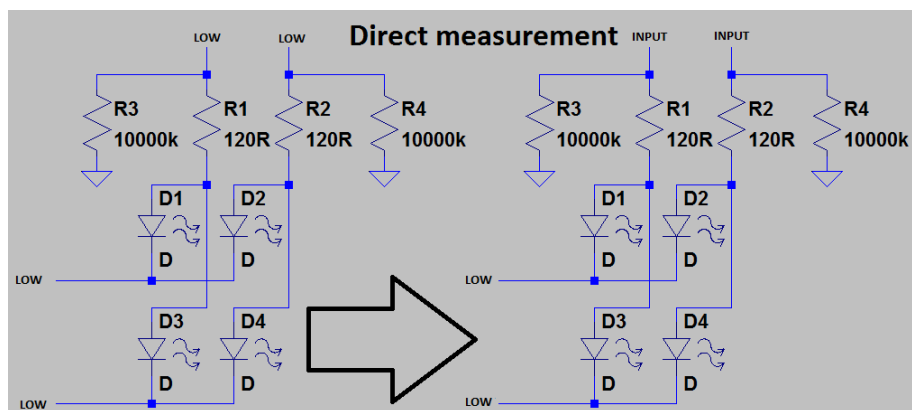 LOW LOW Direct measurement INPUT INPUT
R3 R1 R2 R4 R3 R1 R2 R4
10000k 120R 120R 10000k 10000k 120R 120R 10000k
D1 D2 D1 D2
D D D D
LOW LOW
D3 D4 D3 D4
D D D D
LOW LOW